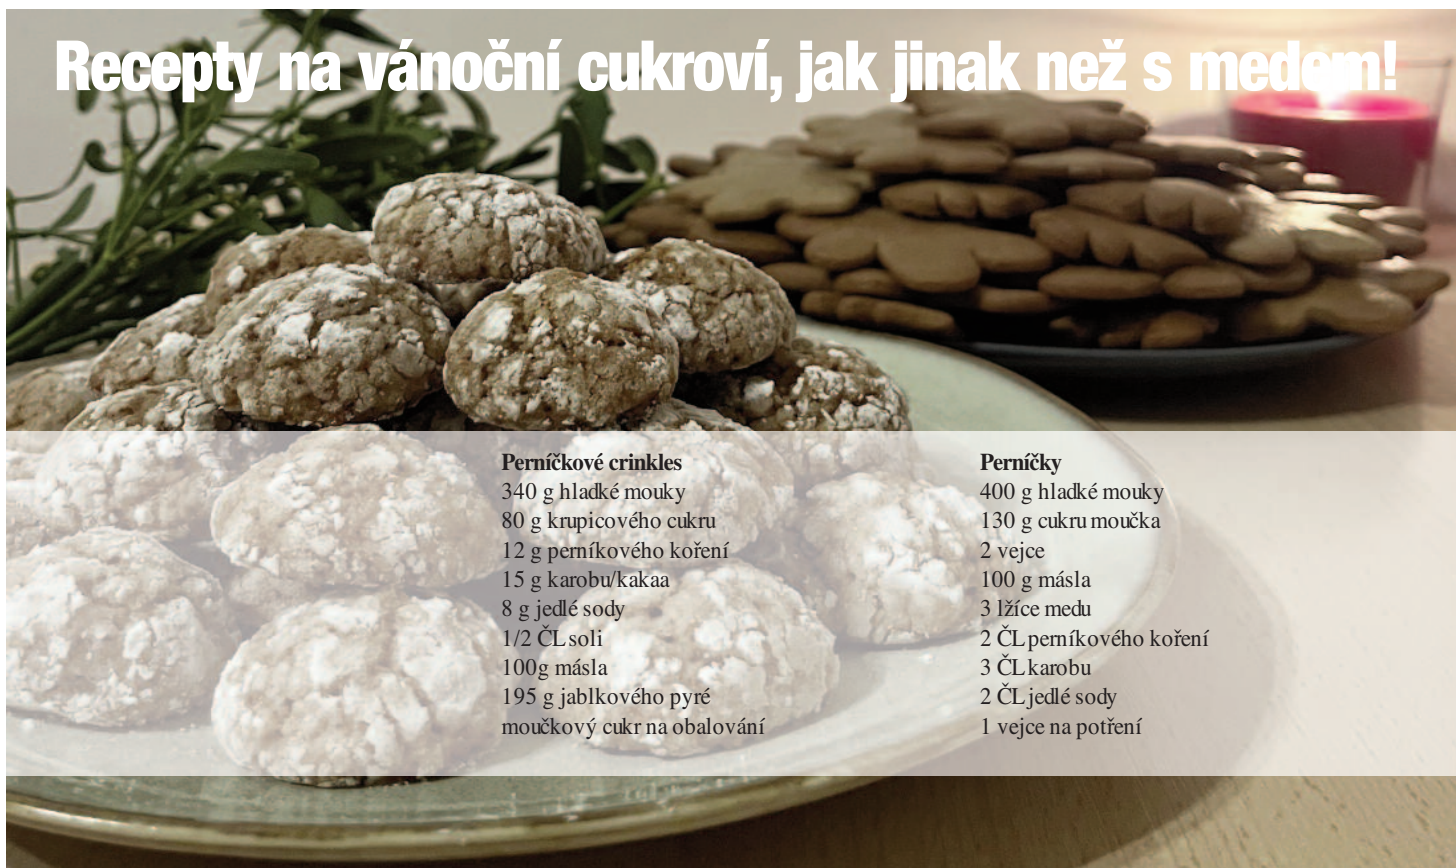 Recepty na vánoční cukroví, jak jinak než s medem!
Perníčkové crinkles
340 g hladké mouky
80 g krupicového cukru
12 g perníkového koření
15 g karobu/kakaa
8 g jedlé sody
1/2 ČL soli
100g másla
195 g jablkového pyré
moučkový cukr na obalování
Perníčky
400 g hladké mouky
130 g cukru moučka
2 vejce
100 g másla
3 lžíce medu
2 ČL perníkového koření
3 ČL karobu
2 ČL jedlé sody
1 vejce na potření